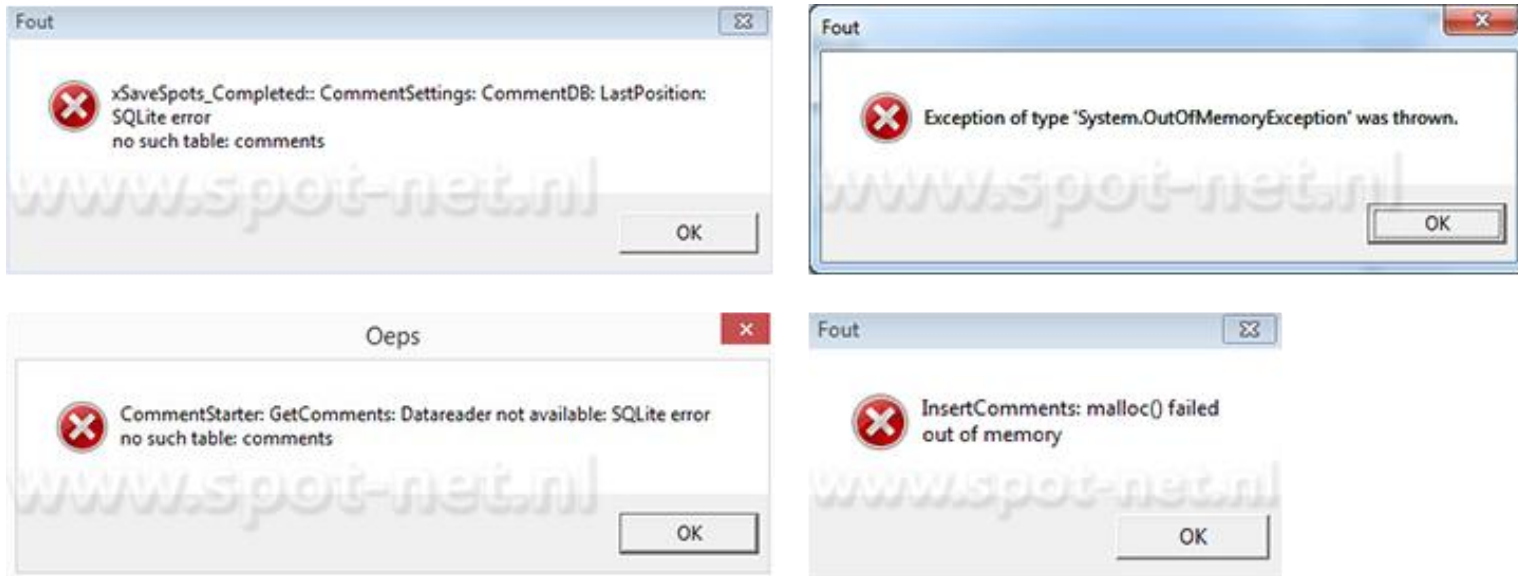 Fout
xSaveSpots_Completed:: CommentSettings: CommentDB: LastPosition:
SQLite error
no such table: comments
www.spot-net.nl
OK
Fout
Exception of type 'System.OutOfMemoryException' was thrown.
www.spot-net.nl
OK
Oeps
CommentStarter: GetComments: Datareader not available: SQLite error
no such table: comments
www.spot-net.nl
OK
Fout
InsertComments: malloc() failed
out of memory
www.spot-net.nl
OK